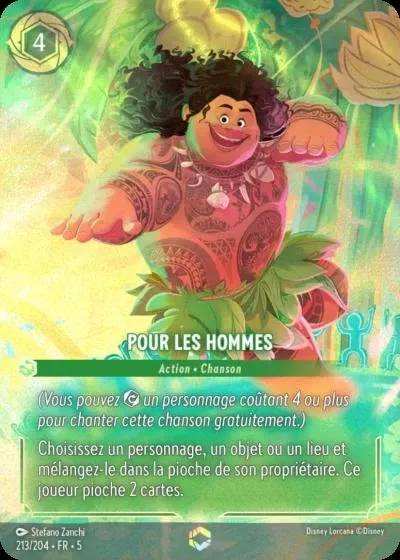 4
POUR LES HOMMES
Action • Chanson
(Vous pouvez un personnage coûtant 4 ou plus
pour chanter cette chanson gratuitement.)
Choisissez un personnage, un objet ou un lieu et
mélangez-le dans la pioche de son propriétaire. Ce
joueur pioche 2 cartes.
Stefano Zanchi
Disney Lorcana ©Disney
213/204 • FR • 5